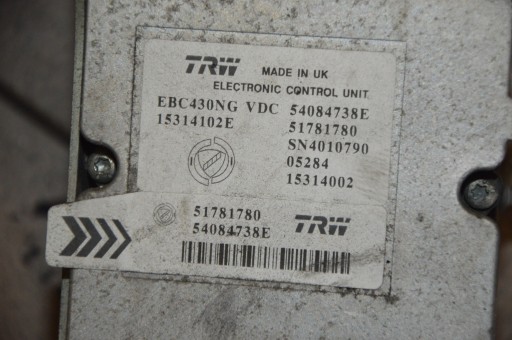 TRW MADE IN UK
ELECTRONIC CONTROL UNIT
EBC430NG VDC 54084738E
15314102E 51781780
SN4010790
05284
15314002
51781780 TRW
54084738E